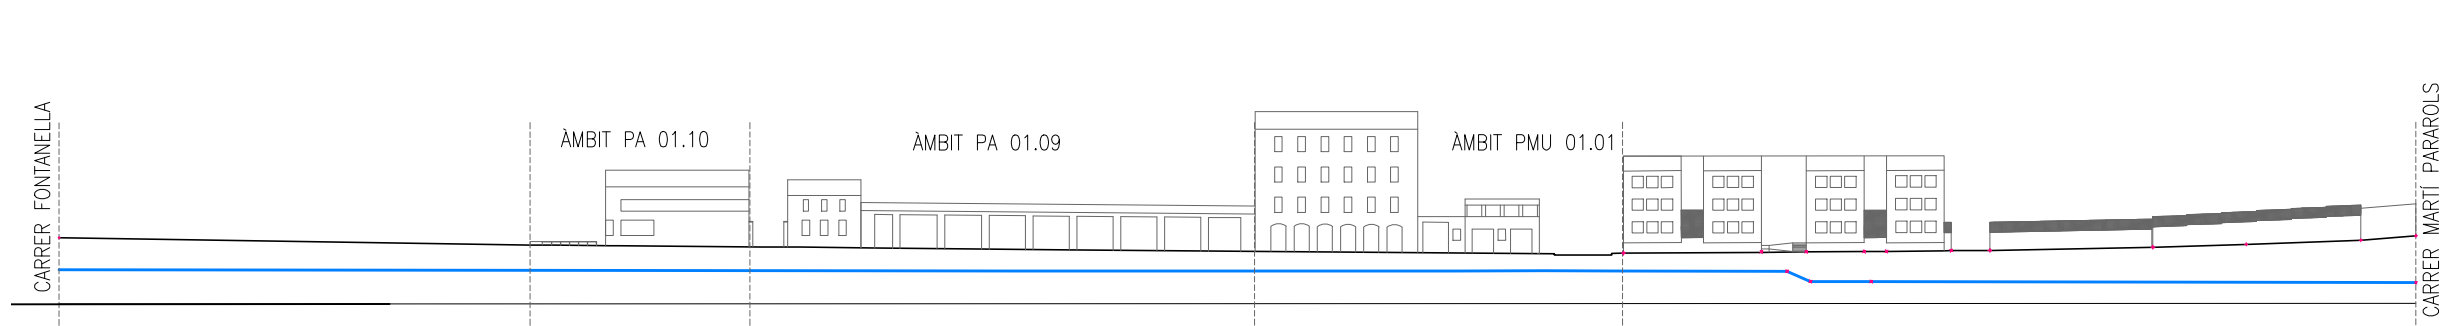 CARRER FONTANELLA
ÀMBIT PA 01.10
ÀMBIT PA 01.09
ÀMBIT PMU 01.01
CARRER MARTÍ PARAROLS